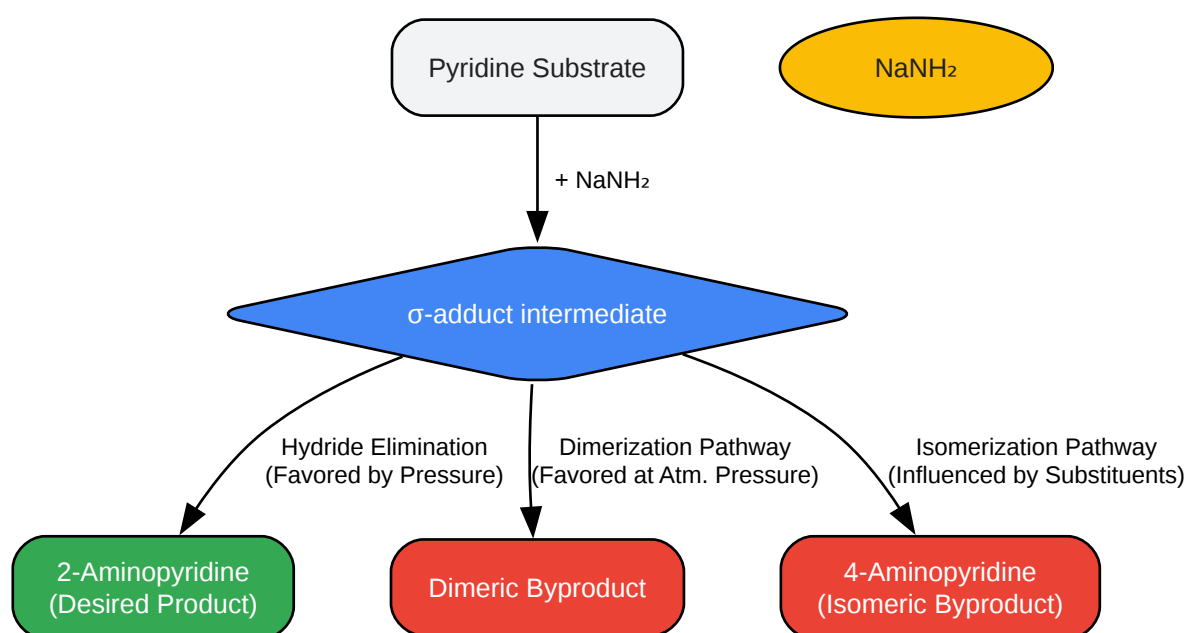 Pyridine Substrate
NaNH₂
+ NaNH₂
σ-adduct intermediate
Hydride Elimination
(Favored by Pressure)
Dimerization Pathway
(Favored at Atm. Pressure)
Isomerization Pathway
(Influenced by Substituents)
2-Aminopyridine
(Desired Product)
Dimeric Byproduct
4-Aminopyridine
(Isomeric Byproduct)